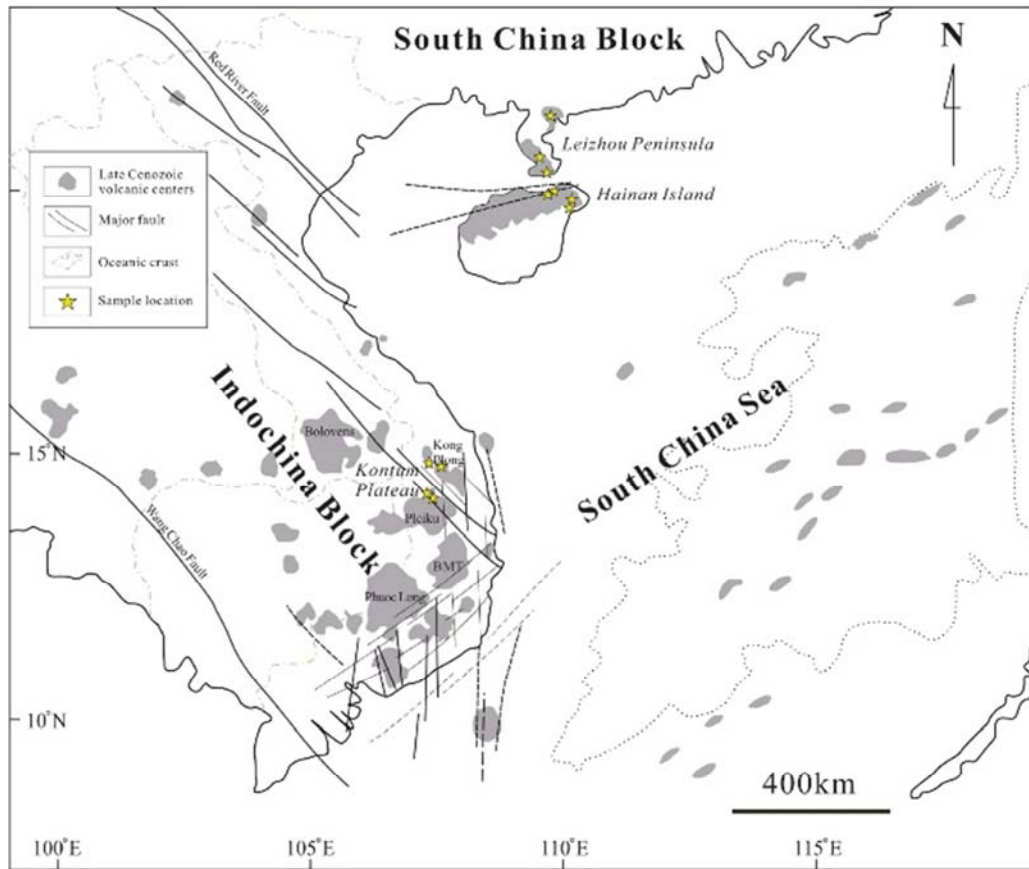 South China Block
N
Red River Fault
Leizhou Peninsula
Hainan Island
Late Cenozoic
volcanic centers
Major fault
Oceanic crust
Sample location
Indochina Block
South China Sea
Bolovens
Kong
Plong
15°N
Kontum
Plateau
Pleiku
Wang Chao Fault
BMT
Phuoc Long
10°N
400km
100°E
105°E
110°E
115°E